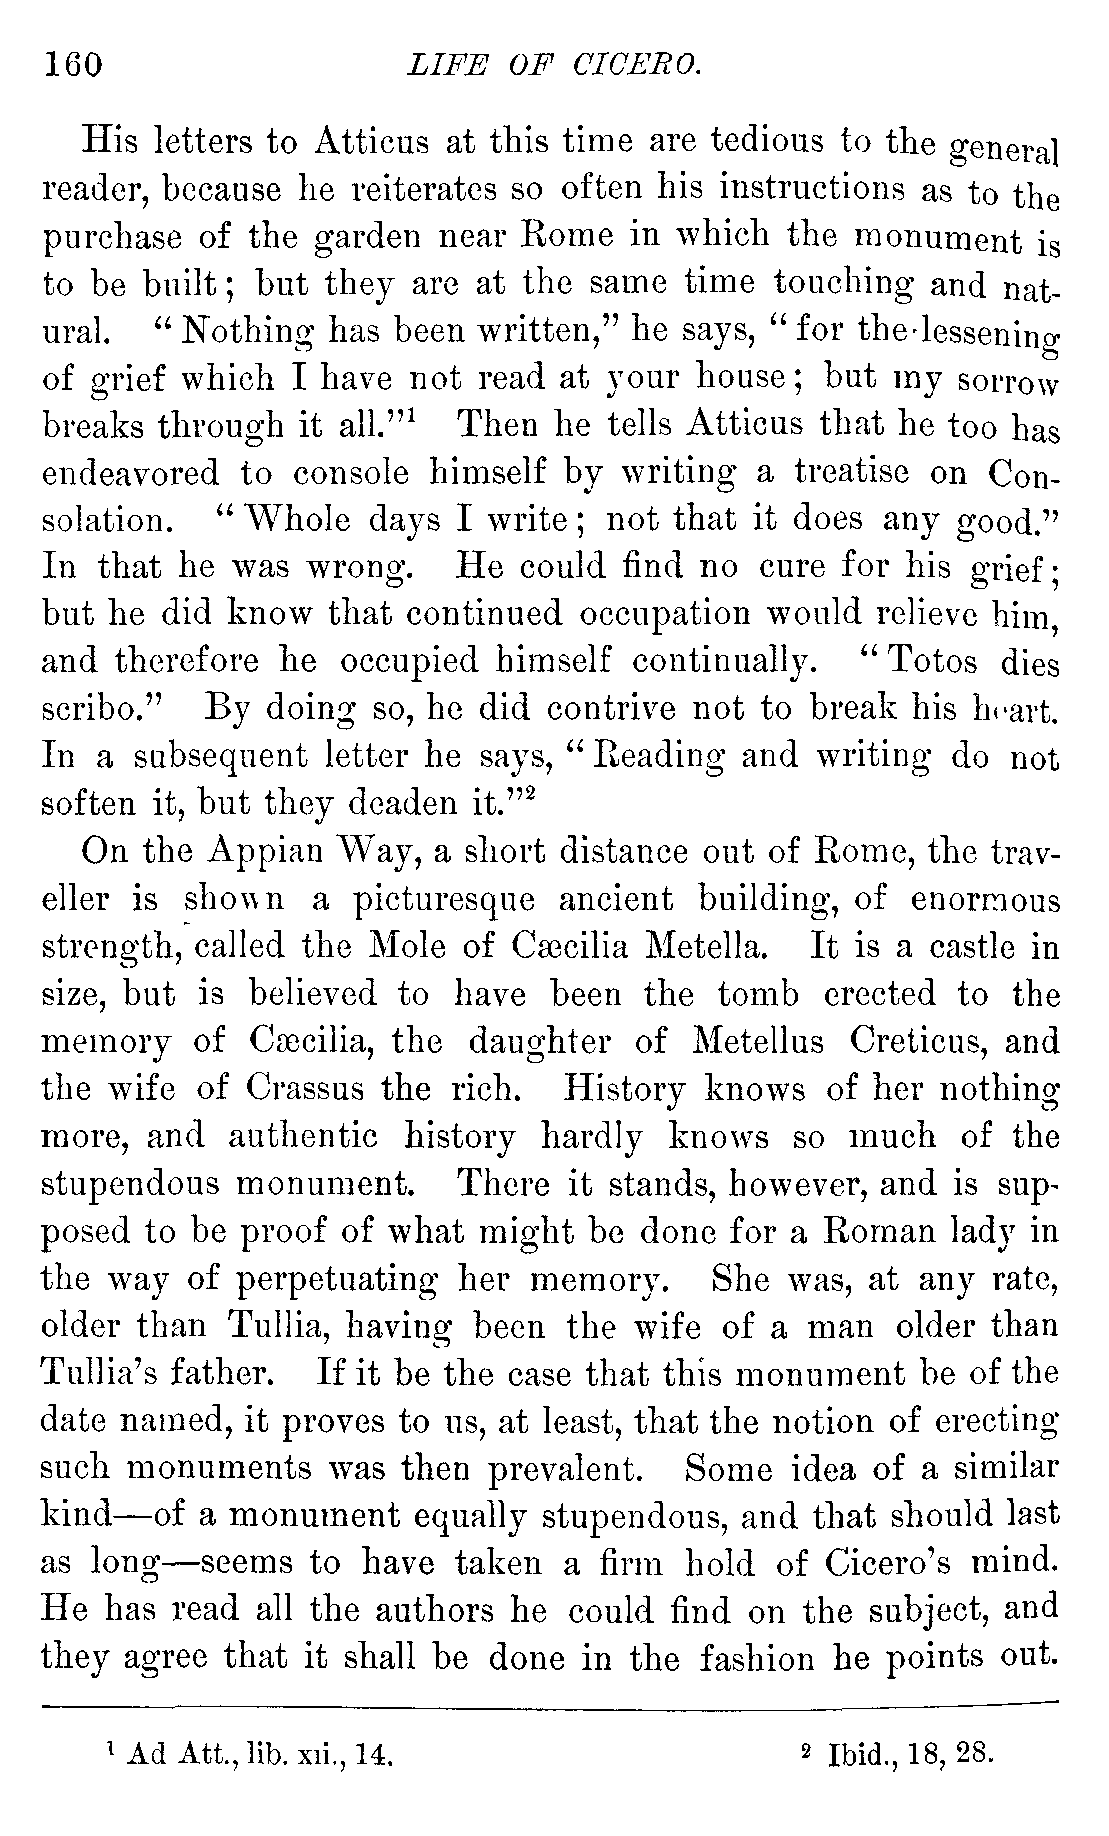 160 LIFE OF CICERO.
His letters to Atticus at this time are tedious to the general
reader, because he reiterates so often his instructions as to the
purchase of the garden near Rome in which the monument is
to be built; but they are at the same time touching and nat-
ural. “Nothing has been written,” he says, “for the lessening
of grief which I have not read at your house; but my sorrow
breaks through it all.”¹ Then he tells Atticus that he too has
endeavored to console himself by writing a treatise on Con-
solation. “Whole days I write; not that it does any good.”
In that he was wrong. He could find no cure for his grief;
but he did know that continued occupation would relieve him,
and therefore he occupied himself continually. “Totos dies
scribo.” By doing so, he did contrive not to break his heart.
In a subsequent letter he says, “Reading and writing do not
soften it, but they deaden it.”²
On the Appian Way, a short distance out of Rome, the trav-
eller is shown a picturesque ancient building, of enormous
strength, called the Mole of Cæcilia Metella. It is a castle in
size, but is believed to have been the tomb erected to the
memory of Cæcilia, the daughter of Metellus Creticus, and
the wife of Crassus the rich. History knows of her nothing
more, and authentic history hardly knows so much of the
stupendous monument. There it stands, however, and is sup-
posed to be proof of what might be done for a Roman lady in
the way of perpetuating her memory. She was, at any rate,
older than Tullia, having been the wife of a man older than
Tullia’s father. If it be the case that this monument be of the
date named, it proves to us, at least, that the notion of erecting
such monuments was then prevalent. Some idea of a similar
kind—of a monument equally stupendous, and that should last
as long—seems to have taken a firm hold of Cicero’s mind.
He has read all the authors he could find on the subject, and
they agree that it shall be done in the fashion he points out.
¹ Ad Att., lib. xii., 14. ² Ibid., 18, 28.